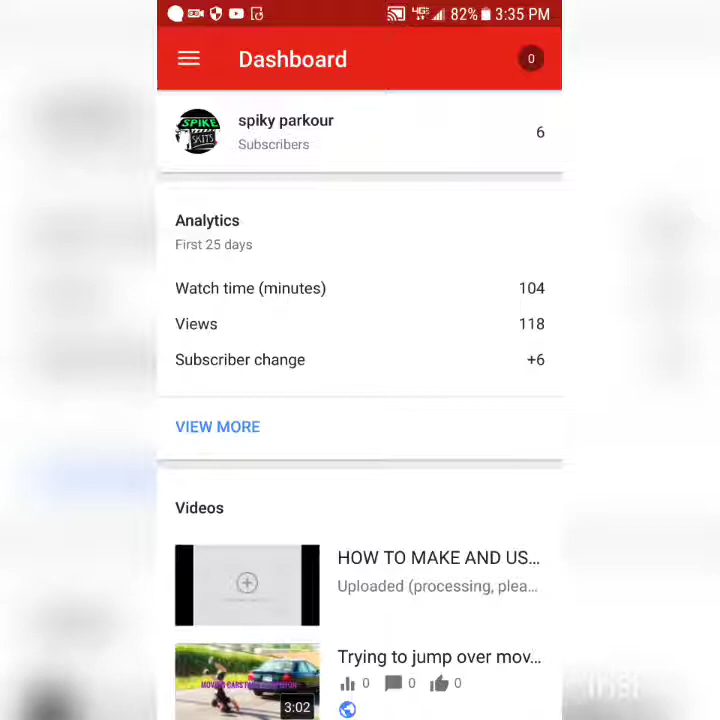 82% 3:35 PM
Dashboard
0
SPIKE
SKITS
spiky parkour
6
Subscribers
Analytics
First 25 days
Watch time (minutes) 104
Views 118
Subscriber change +6
VIEW MORE
Videos
HOW TO MAKE AND US...
Uploaded (processing, plea...
Trying to jump over mov...
0 0 0
3:02